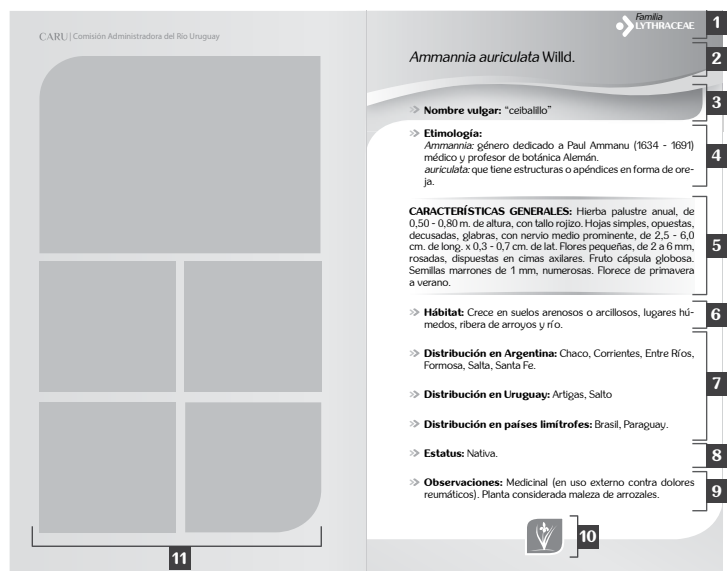 CARU | Comisión Administradora del Río Uruguay
11
Familia
LYTHRACEAE
1
Ammannia auriculata Willd.
2
>> Nombre vulgar: “ceibalillo”
3
>> Etimología:
Ammannia: género dedicado a Paul Ammanu (1634 - 1691)
médico y profesor de botánica Alemán.
auriculata: que tiene estructuras o apéndices en forma de ore-
ja.
4
CARACTERÍSTICAS GENERALES: Hierba palustre anual, de
0,50 - 0,80 m. de altura, con tallo rojizo. Hojas simples, opuestas,
decusadas, glabras, con nervio medio prominente, de 2,5 - 6,0
cm. de long. x 0,3 - 0,7 cm. de lat. Flores pequeñas, de 2 a 6 mm,
rosadas, dispuestas en cimas axilares. Fruto cápsula globosa.
Semillas marrones de 1 mm, numerosas. Florece de primavera
a verano.
5
>> Hábitat: Crece en suelos arenosos o arcillosos, lugares hú-
medos, ribera de arroyos y río.
6
>> Distribución en Argentina: Chaco, Corrientes, Entre Ríos,
Formosa, Salta, Santa Fe.
>> Distribución en Uruguay: Artigas, Salto
>> Distribución en países limítrofes: Brasil, Paraguay.
7
>> Estatus: Nativa.
8
>> Observaciones: Medicinal (en uso externo contra dolores
reumáticos). Planta considerada maleza de arrozales.
9
10